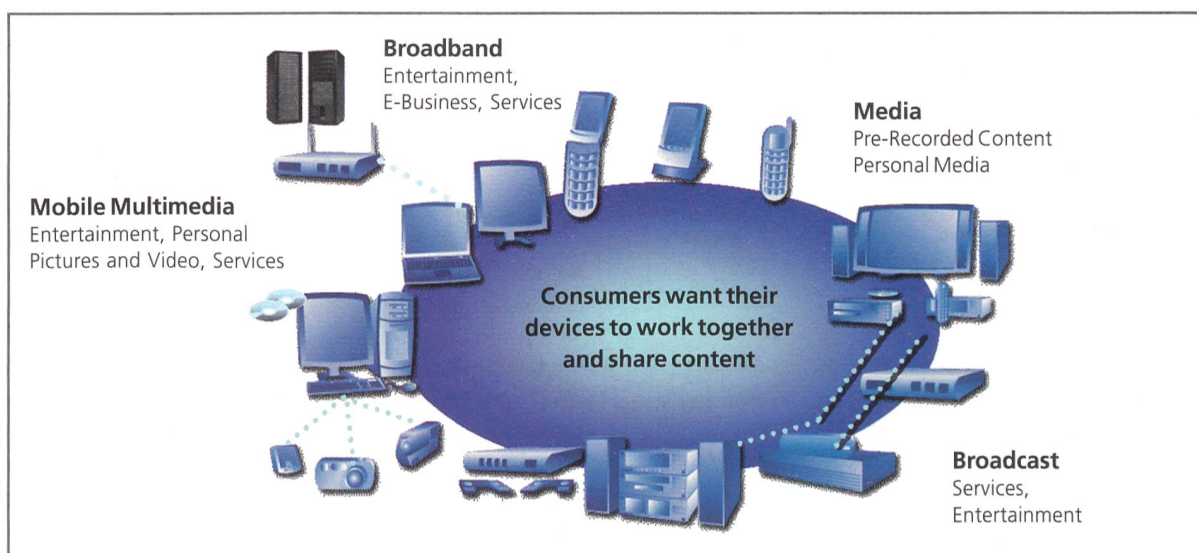 Broadband
Entertainment,
E-Business, Services
Media
Pre-Recorded Content
Personal Media
Mobile Multimedia
Entertainment, Personal
Pictures and Video, Services
Consumers want their
devices to work together
and share content
Broadcast
Services,
Entertainment